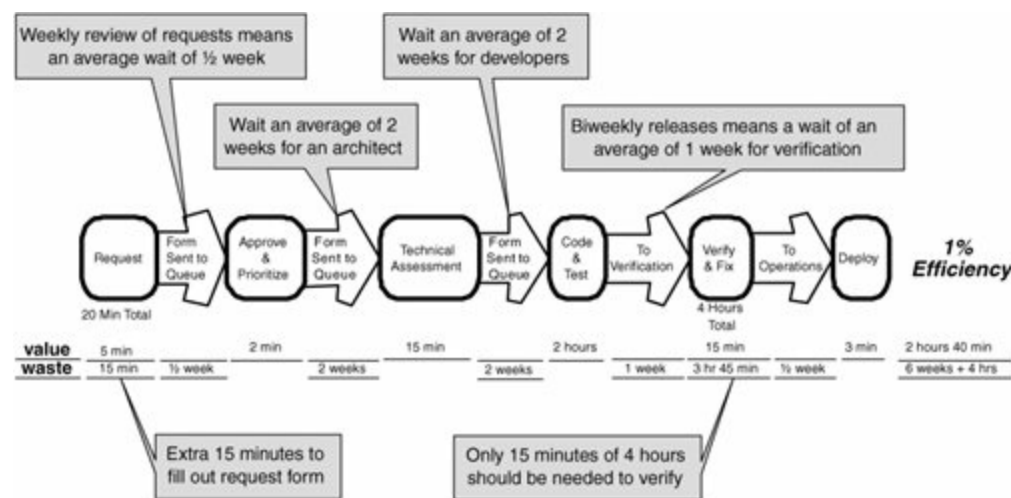 Weekly review of requests means
an average wait of ½ week
Wait an average of 2
weeks for developers
Wait an average of 2
weeks for an architect
Biweekly releases means a wait of an
average of 1 week for verification
Request
Form
Sent to
Queue
Approve
&
Prioritize
Form
Sent to
Queue
Technical
Assessment
Form
Sent to
Queue
Code
&
Test
To
Verification
Verify
& Fix
To
Operations
Deploy
1%
Efficiency
20 Min Total
4 Hours
Total
value 5 min 2 min 15 min 2 hours 15 min 3 min 2 hours 40 min
waste 15 min ½ week 2 weeks 2 weeks 1 week 3 hr 45 min ½ week 6 weeks + 4 hrs
Extra 15 minutes to
fill out request form
Only 15 minutes of 4 hours
should be needed to verify